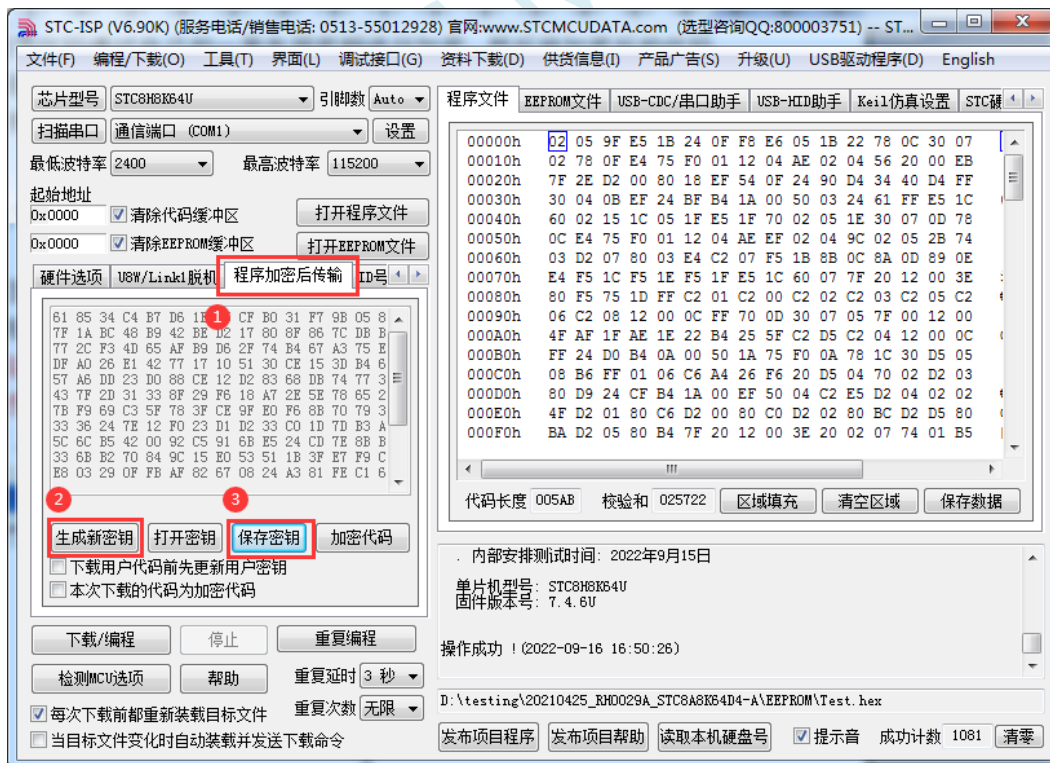 STC-ISP (V6.90K) (服务电话/销售电话: 0513-55012928) 官网:www.STCMCUDATA.com (选型咨询QQ:800003751) -- ST...
文件(F) 编程/下载(O) 工具(T) 界面(L) 调试接口(G) 资料下载(D) 供货信息(I) 产品广告(S) 升级(U) USB驱动程序(D) English
芯片型号 STC8H8K64U 引脚数 Auto
扫描串口 通信端口 (COM1) 设置
最低波特率 2400 最高波特率 115200
起始地址
0x0000 清除代码缓冲区 打开程序文件
0x0000 清除EEPROM缓冲区 打开EEPROM文件
硬件选项 U8W/Link1脱机 程序加密后传输 ID号
1
61 85 34 C4 B7 D6 CF B0 31 F7 9B 05 8
7F 1A BC 48 B9 42 BE D2 17 80 8F 86 7C DB B
77 2C F3 4D 65 AF B9 D6 2F 74 B4 67 A3 75 E
DF A0 26 E1 42 77 17 10 51 30 CE 15 3D B4 6
57 A6 DD 23 D0 88 CE 12 D2 83 68 DB 74 77 3
43 7F 2D 31 33 8F 29 F6 18 A7 2E 5E 78 65 2
7B F9 69 C3 5F 78 3F CE 9F E0 F6 8B 70 79 3
33 36 24 7E 12 F0 23 D1 D2 33 C0 1D 7D B3 A
5C 6C B5 42 00 92 C5 91 6B E5 24 CD 7E 8B B
33 6B B2 70 84 9C 15 E0 53 51 1B 3F E7 F9 C
E8 03 29 0F FB AF 82 67 08 24 A3 81 FE C1 6
2 3
生成新密钥 打开密钥 保存密钥 加密代码
下载用户代码前先更新用户密钥
本次下载的代码为加密代码
下载/编程 停止 重复编程
检测MCU选项 帮助 重复延时 3 秒
每次下载前都重新装载目标文件 重复次数 无限
当目标文件变化时自动装载并发送下载命令
程序文件 EEPROM文件 USB-CDC/串口助手 USB-HID助手 Keil仿真设置 STC硬
00000h 02 05 9F E5 1B 24 0F F8 E6 05 1B 22 78 0C 30 07
00010h 02 78 0F E4 75 F0 01 12 04 AE 02 04 56 20 00 EB
00020h 7F 2E D2 00 80 18 EF 54 0F 24 90 D4 34 40 D4 FF
00030h 30 04 0B EF 24 BF B4 1A 00 50 03 24 61 FF E5 1C
00040h 60 02 15 1C 05 1F E5 1F 70 02 05 1E 30 07 0D 78
00050h 0C E4 75 F0 01 12 04 AE EF 02 04 9C 02 05 2B 74
00060h 03 D2 07 80 03 E4 C2 07 F5 1B 8B 0C 8A 0D 89 0E
00070h E4 F5 1C F5 1E F5 1F E5 1C 60 07 7F 20 12 00 3E
00080h 80 F5 75 1D FF C2 01 C2 00 C2 02 C2 03 C2 05 C2
00090h 06 C2 08 12 00 0C FF 70 0D 30 07 05 7F 00 12 00
000A0h 4F AF 1F AE 1E 22 B4 25 5F C2 D5 C2 04 12 00 0C
000B0h FF 24 D0 B4 0A 00 50 1A 75 F0 0A 78 1C 30 D5 05
000C0h 08 B6 FF 01 06 C6 A4 26 F6 20 D5 04 70 02 D2 03
000D0h 80 D9 24 CF B4 1A 00 EF 50 04 C2 E5 D2 04 02 02
000E0h 4F D2 01 80 C6 D2 00 80 C0 D2 02 80 BC D2 D5 80
000F0h BA D2 05 80 B4 7F 20 12 00 3E 20 02 07 74 01 B5
代码长度 005AB 校验和 025722 区域填充 清空区域 保存数据
. 内部安排测试时间: 2022年9月15日
单片机型号: STC8H8K64U
固件版本号: 7.4.6U
操作成功 !(2022-09-16 16:50:26)
D:\testing\20210425_RH0029A_STC8A8K64D4-A\EEPROM\Test.hex
发布项目程序 发布项目帮助 读取本机硬盘号 提示音 成功计数 1081 清零